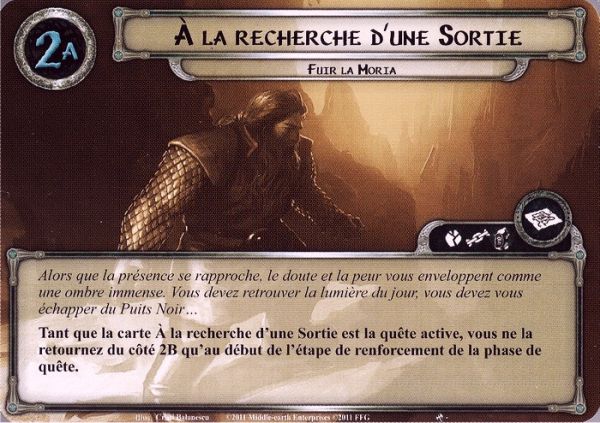 2A
À LA RECHERCHE D'UNE SORTIE
FUIR LA MORIA
Alors que la présence se rapproche, le doute et la peur vous enveloppent comme
une ombre immense. Vous devez retrouver la lumière du jour, vous devez vous
échapper du Puits Noir…
Tant que la carte À la recherche d'une Sortie est la quête active, vous ne la
retournez du côté 2B qu'au début de l'étape de renforcement de la phase de
quête.
Balanescu ©2011 Middle-earth Enterprises ©2011 FFG